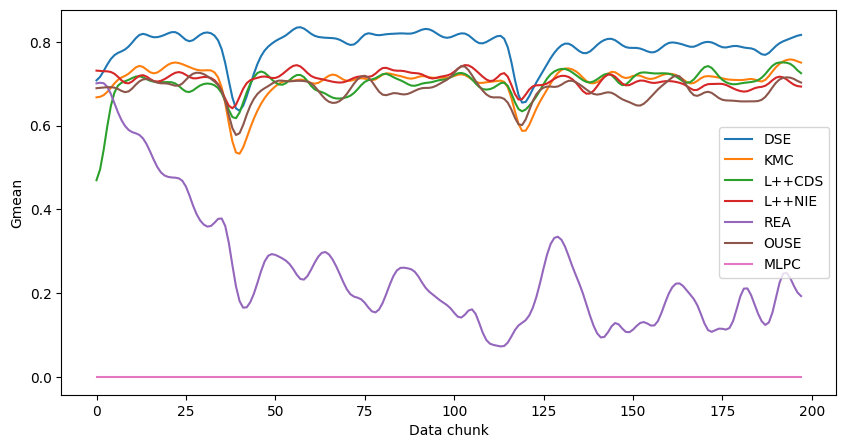 0.8
0.6
0.4
0.2
0.0
Gmean
0 25 50 75 100 125 150 175 200
Data chunk
DSE
KMC
L++CDS
L++NIE
REA
OUSE
MLPC